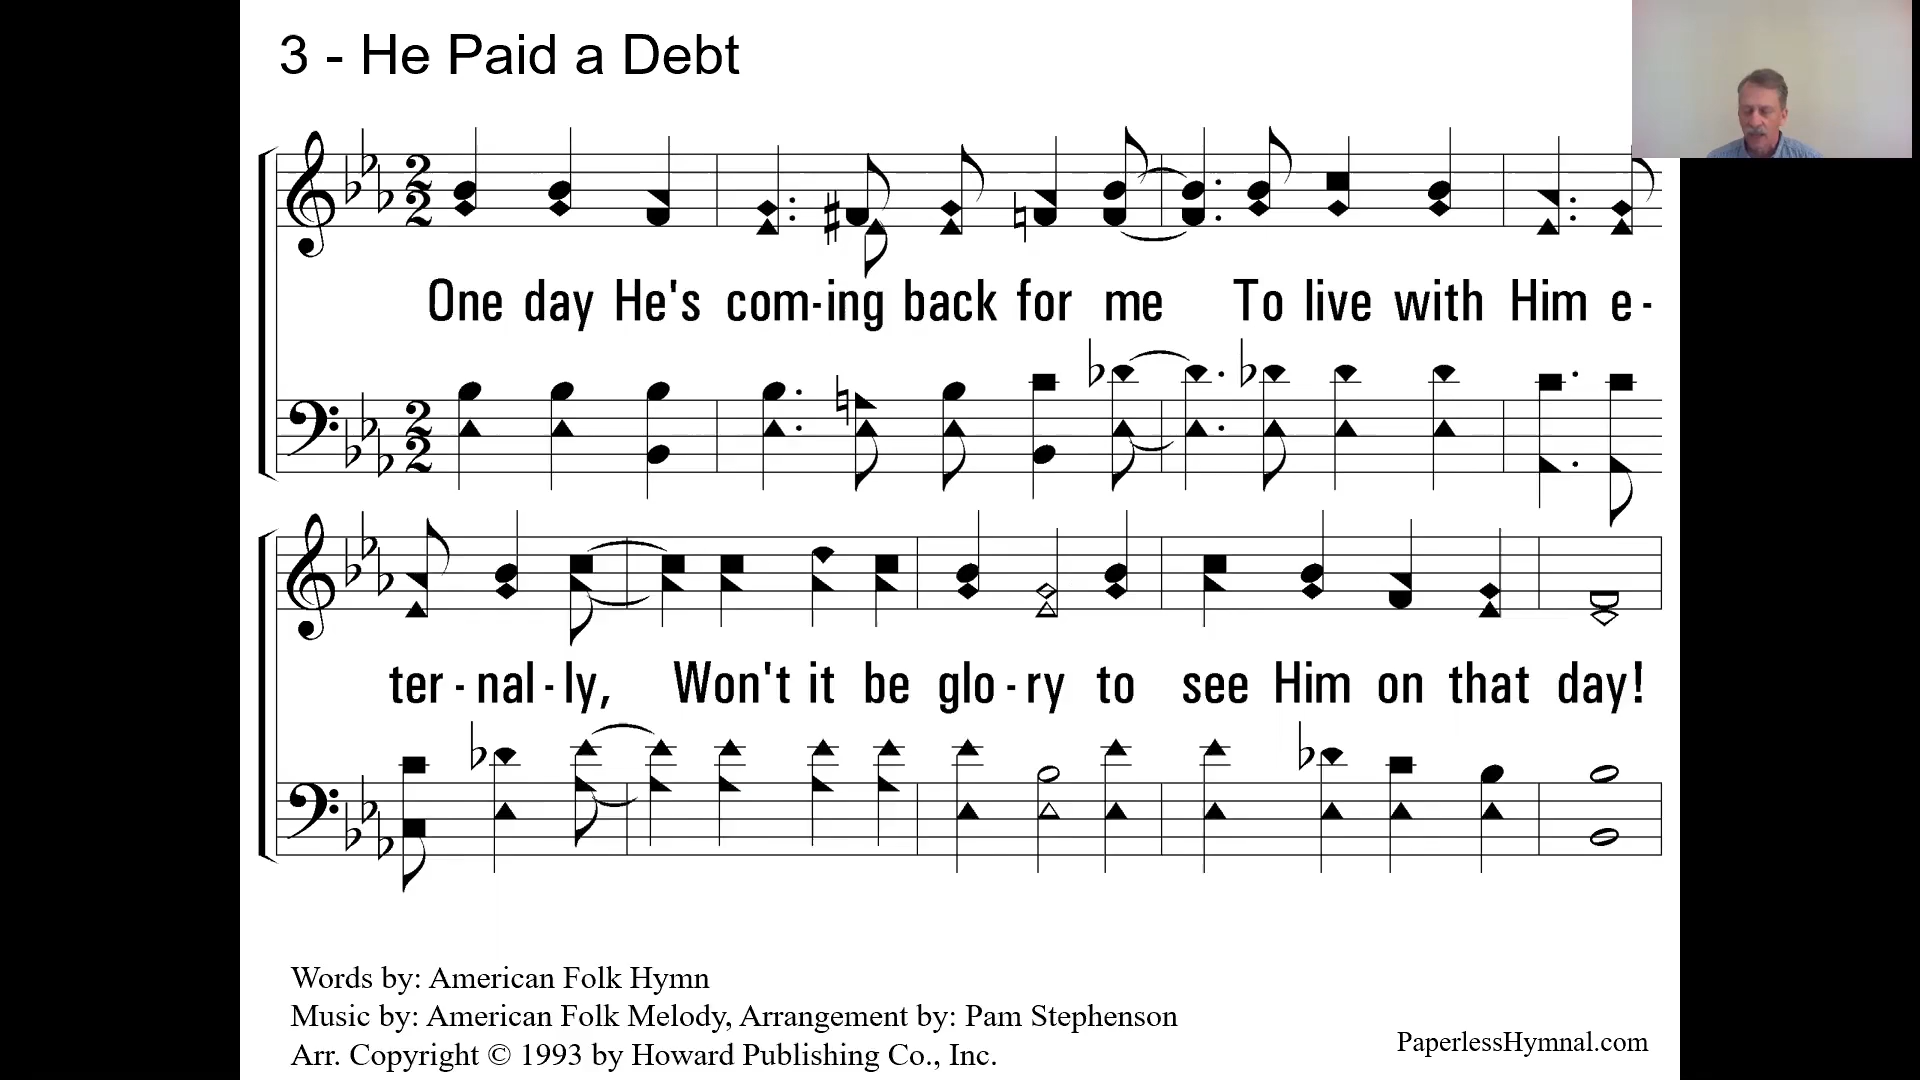 3 - He Paid a Debt
One day He's com-ing back for me To live with Him e-
ter - nal - ly, Won't it be glo - ry to see Him on that day!
Words by: American Folk Hymn
Music by: American Folk Melody, Arrangement by: Pam Stephenson
Arr. Copyright © 1993 by Howard Publishing Co., Inc.
PaperlessHymnal.com